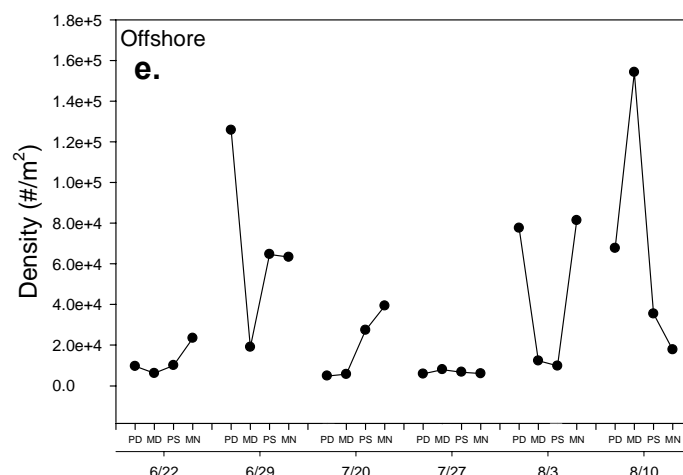 Offshore
e.
Density (#/m²)
1.8e+5
1.6e+5
1.4e+5
1.2e+5
1.0e+5
8.0e+4
6.0e+4
4.0e+4
2.0e+4
0.0
PD MD PS MN PD MD PS MN PD MD PS MN PD MD PS MN PD MD PS MN PD MD PS MN
6/22 6/29 7/20 7/27 8/3 8/10